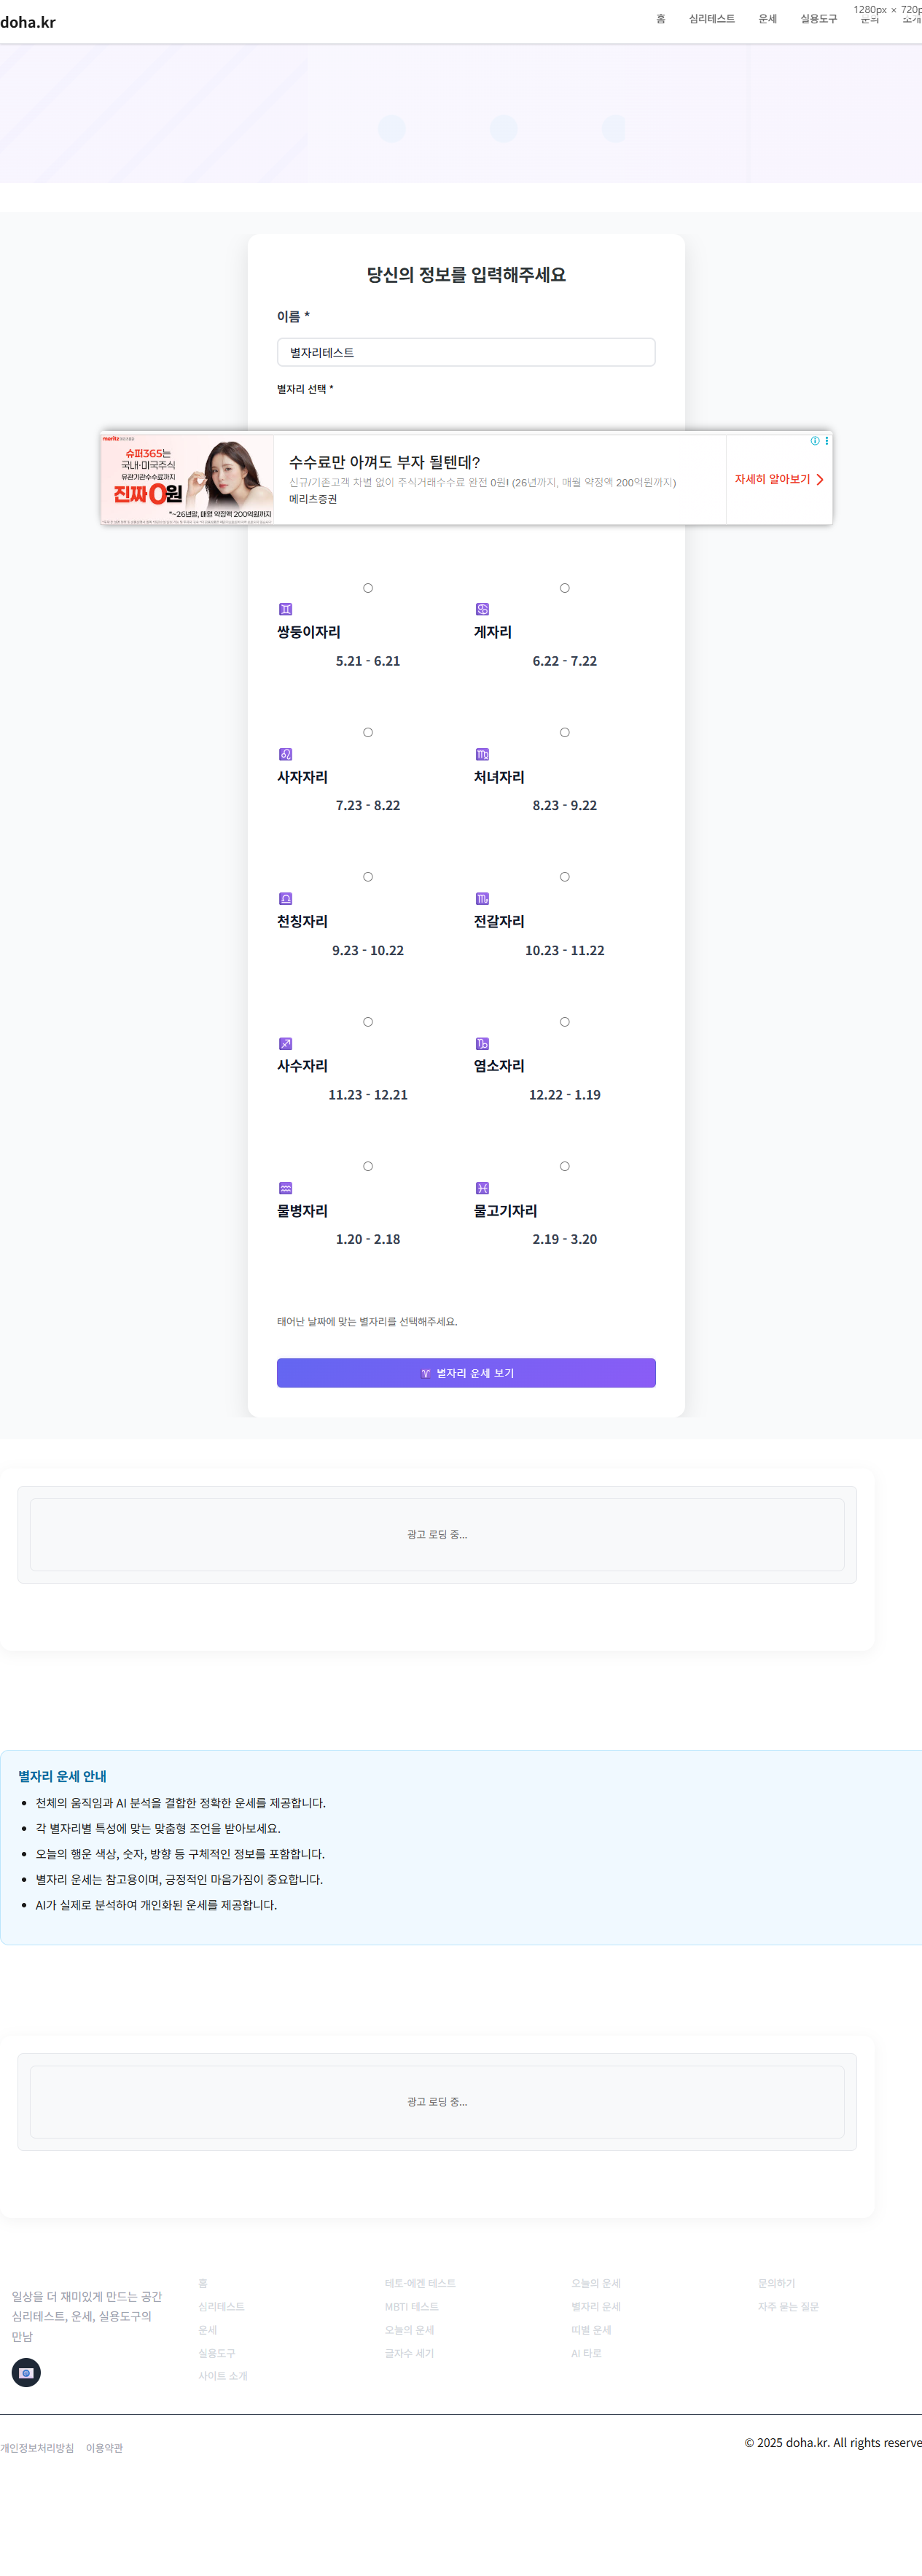 doha.kr
홈 심리테스트 운세 실용도구 문의 소개
1280px × 720p
당신의 정보를 입력해주세요
이름 *
별자리테스트
별자리 선택 *
meritz
슈퍼365는
국내·미국주식
유관기관수수료까지
진짜0원
*~26년말, 매월 약정액 200억원까지
수수료만 아껴도 부자 될텐데?
신규/기존고객 차별 없이 주식거래수수료 완전 0원! (26년까지, 매월 약정액 200억원까지)
메리츠증권
자세히 알아보기
♊ ♋
쌍둥이자리 게자리
5.21 - 6.21 6.22 - 7.22
♌ ♍
사자자리 처녀자리
7.23 - 8.22 8.23 - 9.22
♎ ♏
천칭자리 전갈자리
9.23 - 10.22 10.23 - 11.22
♐ ♑
사수자리 염소자리
11.23 - 12.21 12.22 - 1.19
♒ ♓
물병자리 물고기자리
1.20 - 2.18 2.19 - 3.20
태어난 날짜에 맞는 별자리를 선택해주세요.
♈ 별자리 운세 보기
광고 로딩 중...
별자리 운세 안내
• 천체의 움직임과 AI 분석을 결합한 정확한 운세를 제공합니다.
• 각 별자리별 특성에 맞는 맞춤형 조언을 받아보세요.
• 오늘의 행운 색상, 숫자, 방향 등 구체적인 정보를 포함합니다.
• 별자리 운세는 참고용이며, 긍정적인 마음가짐이 중요합니다.
• AI가 실제로 분석하여 개인화된 운세를 제공합니다.
광고 로딩 중...
일상을 더 재미있게 만드는 공간
심리테스트, 운세, 실용도구의
만남
홈
심리테스트
운세
실용도구
사이트 소개
테토-에겐 테스트
MBTI 테스트
오늘의 운세
글자수 세기
오늘의 운세
별자리 운세
띠별 운세
AI 타로
문의하기
자주 묻는 질문
개인정보처리방침 이용약관
© 2025 doha.kr. All rights reserve